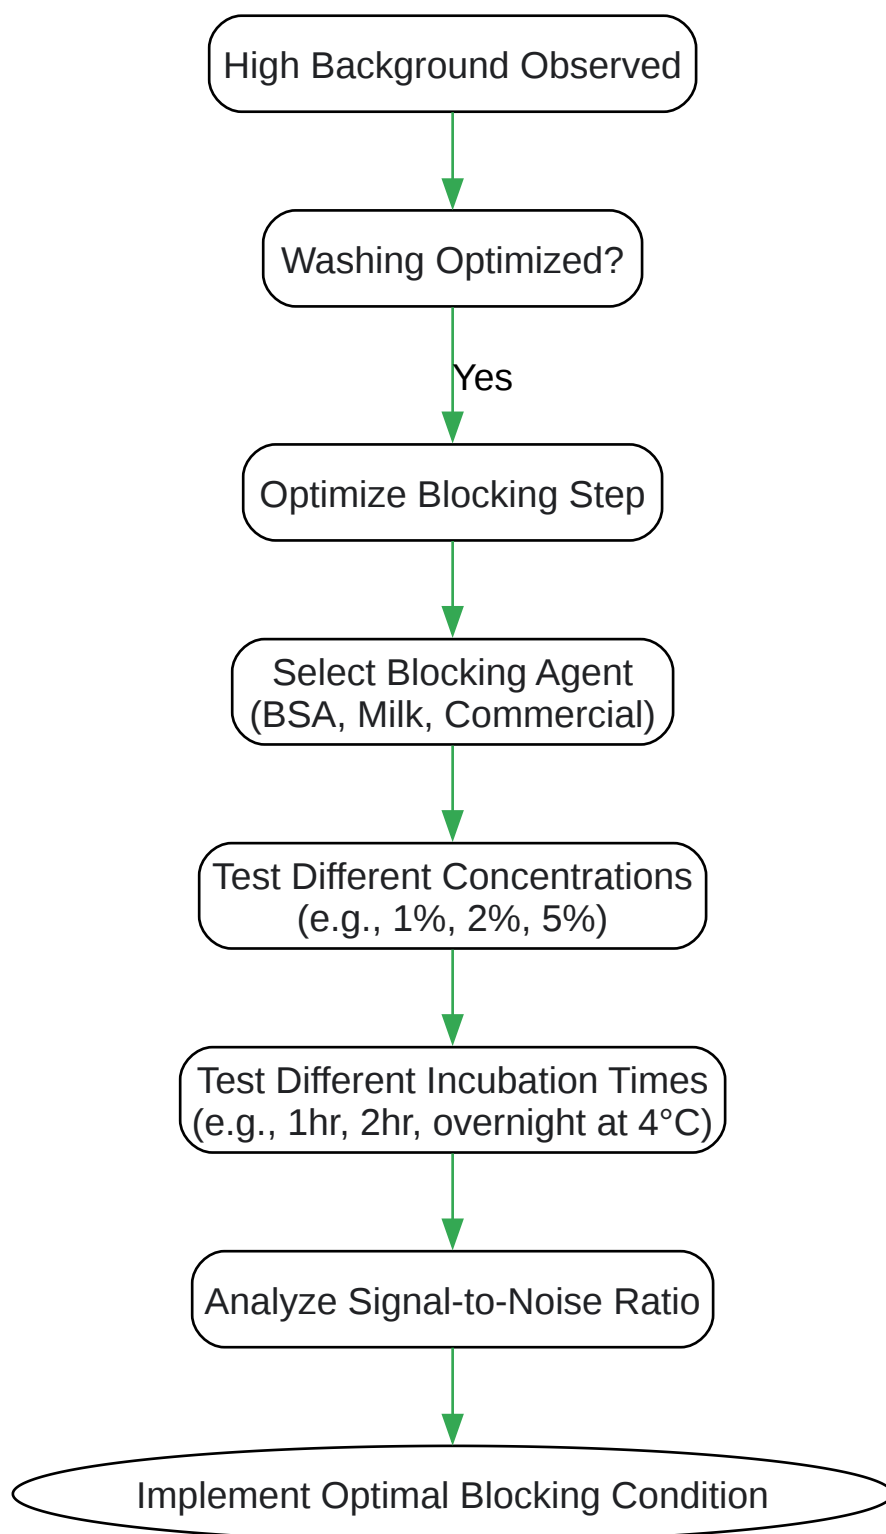 High Background Observed
Washing Optimized?
Yes
Optimize Blocking Step
Select Blocking Agent
(BSA, Milk, Commercial)
Test Different Concentrations
(e.g., 1%, 2%, 5%)
Test Different Incubation Times
(e.g., 1hr, 2hr, overnight at 4°C)
Analyze Signal-to-Noise Ratio
Implement Optimal Blocking Condition